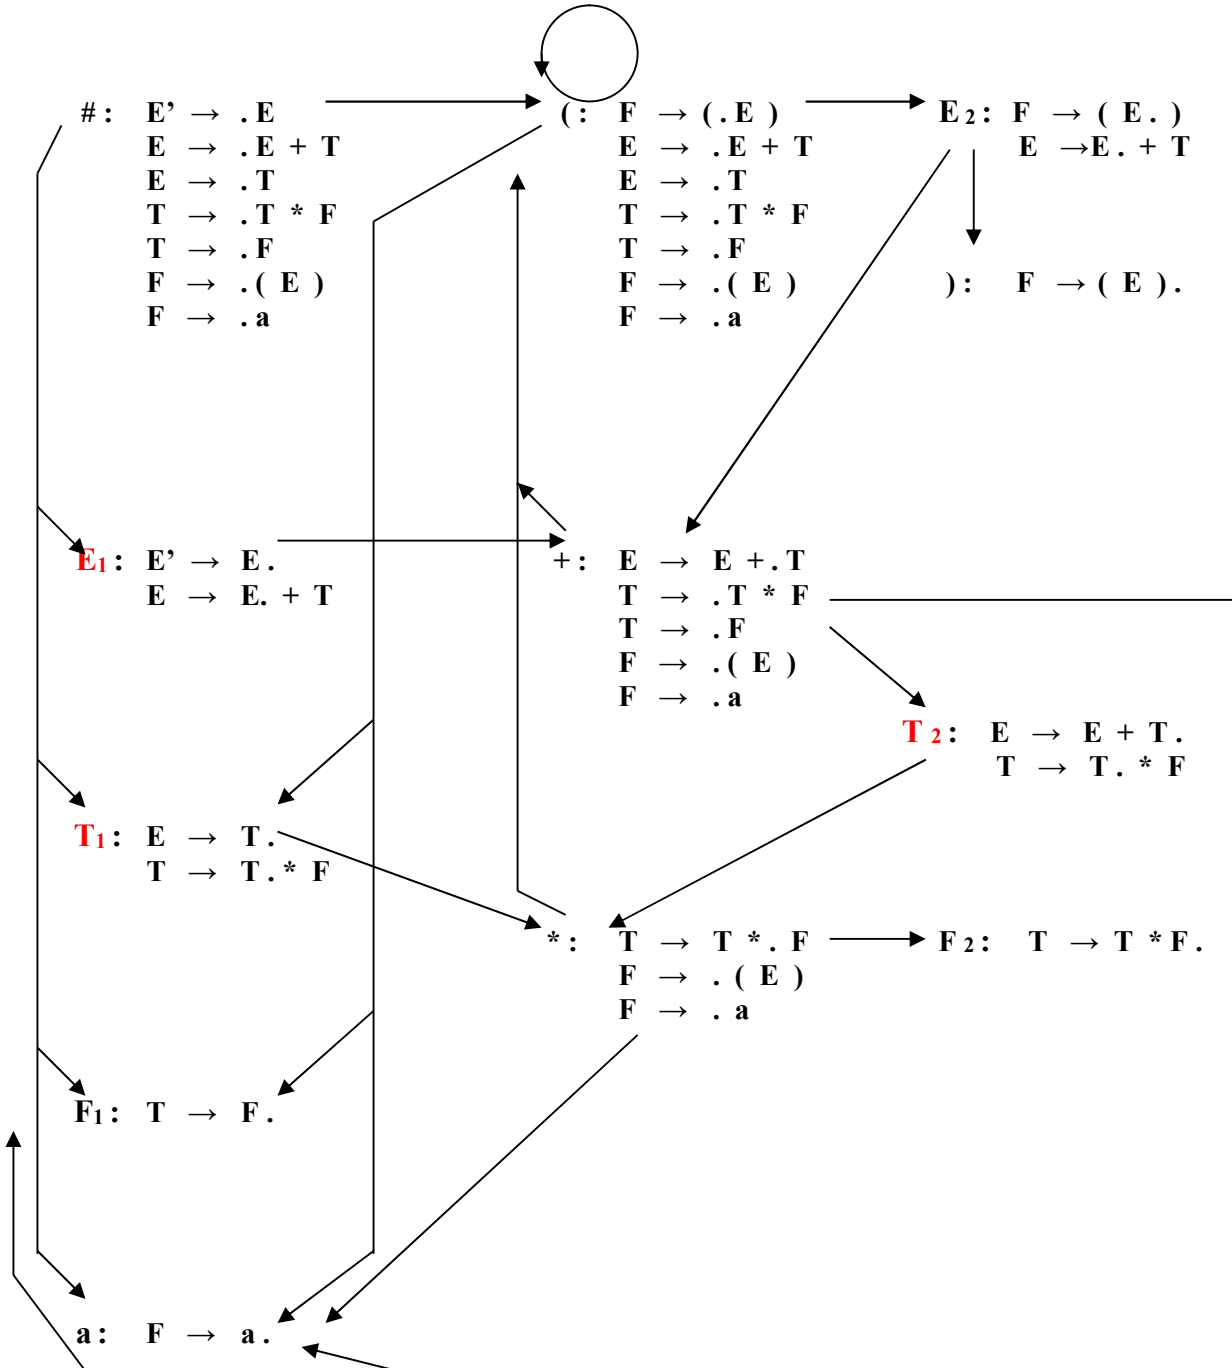 #: E’ → .E
E → .E + T
E → .T
T → .T * F
T → .F
F → .( E )
F → .a
(: F → (.E )
E → .E + T
E → .T
T → .T * F
T → .F
F → .( E )
F → .a
E2: F → ( E. )
E →E. + T
): F → ( E ).
E1: E’ → E.
E → E. + T
+: E → E +.T
T → .T * F
T → .F
F → .( E )
F → .a
T2: E → E + T.
T → T. * F
T1: E → T.
T → T.* F
*: T → T *. F
F → . ( E )
F → . a
F2: T → T *F.
F1: T → F.
a: F → a.